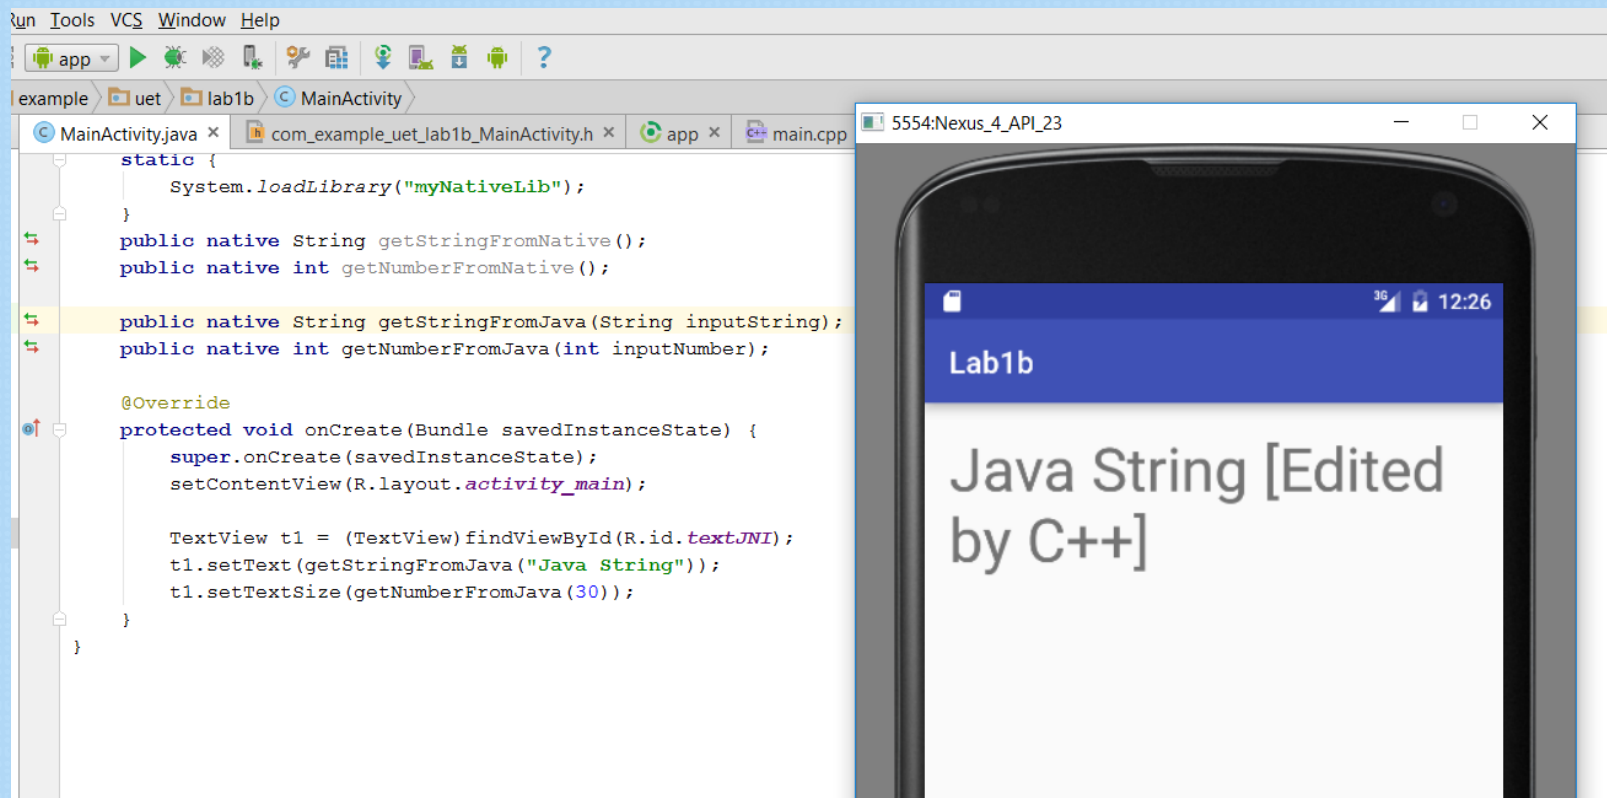 Run Tools VCS Window Help
app ?
example uet lab1b C MainActivity
C MainActivity.java × h com_example_uet_lab1b_MainActivity.h × app × C++ main.cpp
static {
System.loadLibrary("myNativeLib");
}
public native String getStringFromNative();
public native int getNumberFromNative();
public native String getStringFromJava(String inputString);
public native int getNumberFromJava(int inputNumber);
@Override
protected void onCreate(Bundle savedInstanceState) {
super.onCreate(savedInstanceState);
setContentView(R.layout.activity_main);
TextView t1 = (TextView)findViewById(R.id.textJNI);
t1.setText(getStringFromJava("Java String"));
t1.setTextSize(getNumberFromJava(30));
}
}
5554:Nexus_4_API_23
3G 12:26
Lab1b
Java String [Edited
by C++]